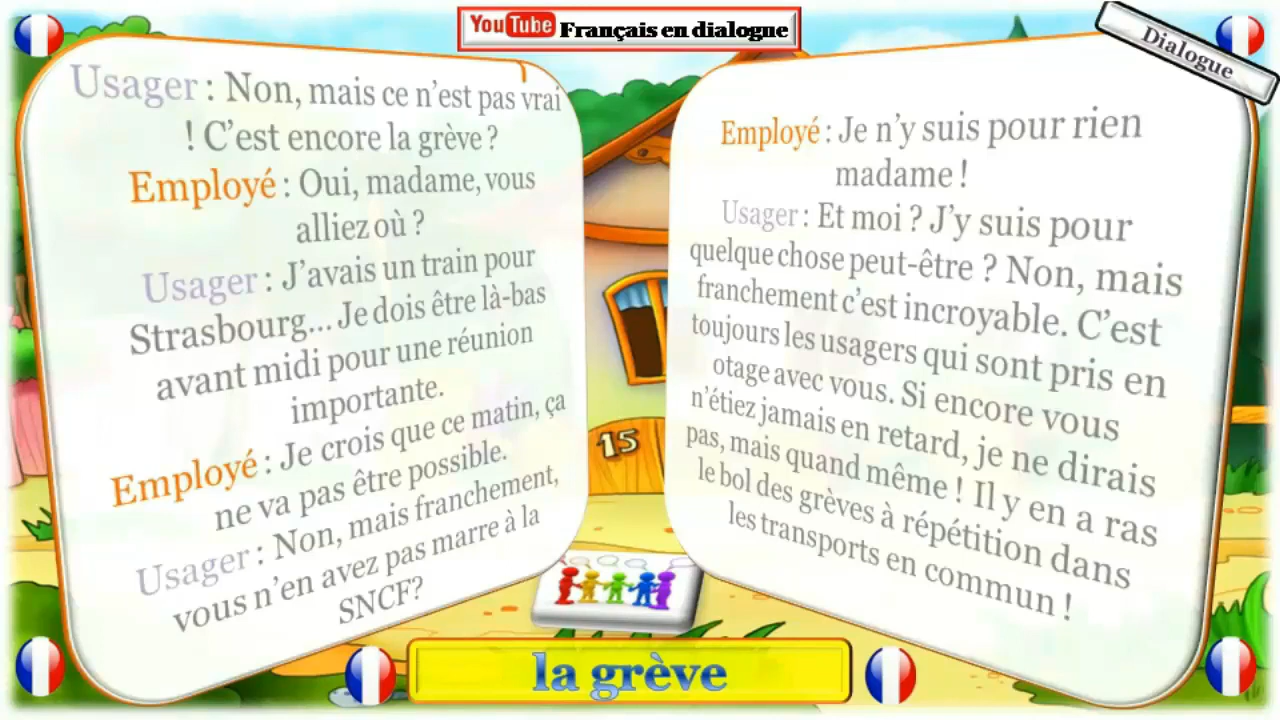 YouTube Français en dialogue
Dialogue
Usager : Non, mais ce n'est pas vrai
! C'est encore la grève ?
Employé : Oui, madame, vous
alliez où ?
Usager : J'avais un train pour
Strasbourg... Je dois être là-bas
avant midi pour une réunion
importante.
Employé : Je crois que ce matin, ça
ne va pas être possible.
Usager : Non, mais franchement,
vous n'en avez pas marre à la
SNCF?
Employé : Je n'y suis pour rien
madame !
Usager : Et moi ? J'y suis pour
quelque chose peut-être ? Non, mais
franchement c'est incroyable. C'est
toujours les usagers qui sont pris en
otage avec vous. Si encore vous
n'étiez jamais en retard, je ne dirais
pas, mais quand même ! Il y en a ras
le bol des grèves à répétition dans
les transports en commun !
15
la grève